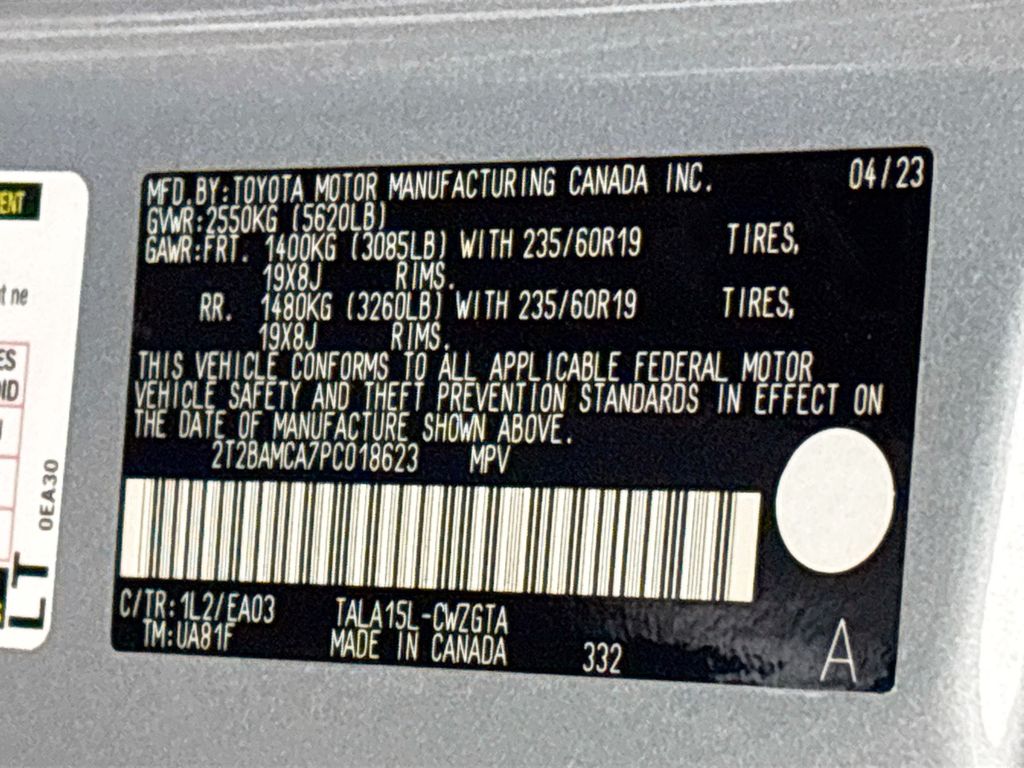 MFD.BY:TOYOTA MOTOR MANUFACTURING CANADA INC. 04/23
GVWR:2550KG (5620LB)
GAWR:FRT. 1400KG (3085LB) WITH 235/60R19 TIRES,
19X8J RIMS.
RR. 1480KG (3260LB) WITH 235/60R19 TIRES,
19X8J RIMS.
THIS VEHICLE CONFORMS TO ALL APPLICABLE FEDERAL MOTOR
VEHICLE SAFETY AND THEFT PREVENTION STANDARDS IN EFFECT ON
THE DATE OF MANUFACTURE SHOWN ABOVE.
2T2BAMCA7PC018623 MPV
C/TR:1L2/EA03 TALA15L-CWZGTA
TM:UA81F MADE IN CANADA 332
A
ne
0EA30
LT